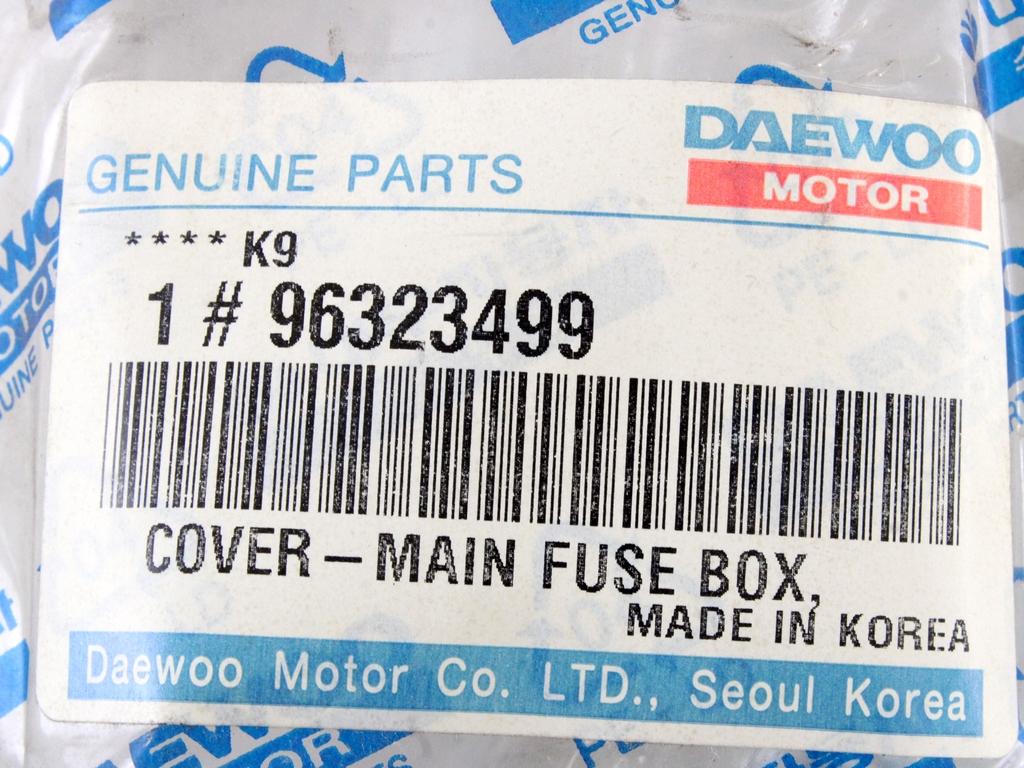 GENU
GENUINE PARTS
DAEWOO
MOTOR
**** K9
1 # 96323499
COVER-MAIN FUSE BOX,
MADE IN KOREA
Daewoo Motor Co. LTD., Seoul Korea